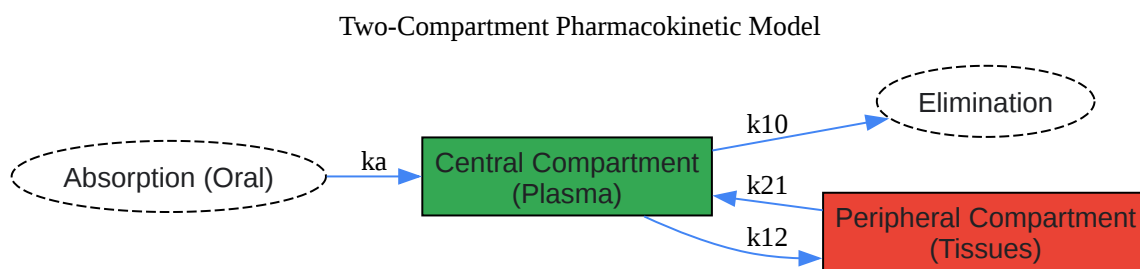 Two-Compartment Pharmacokinetic Model
Absorption (Oral)
ka
Central Compartment
(Plasma)
k10
Elimination
k21
k12
Peripheral Compartment
(Tissues)